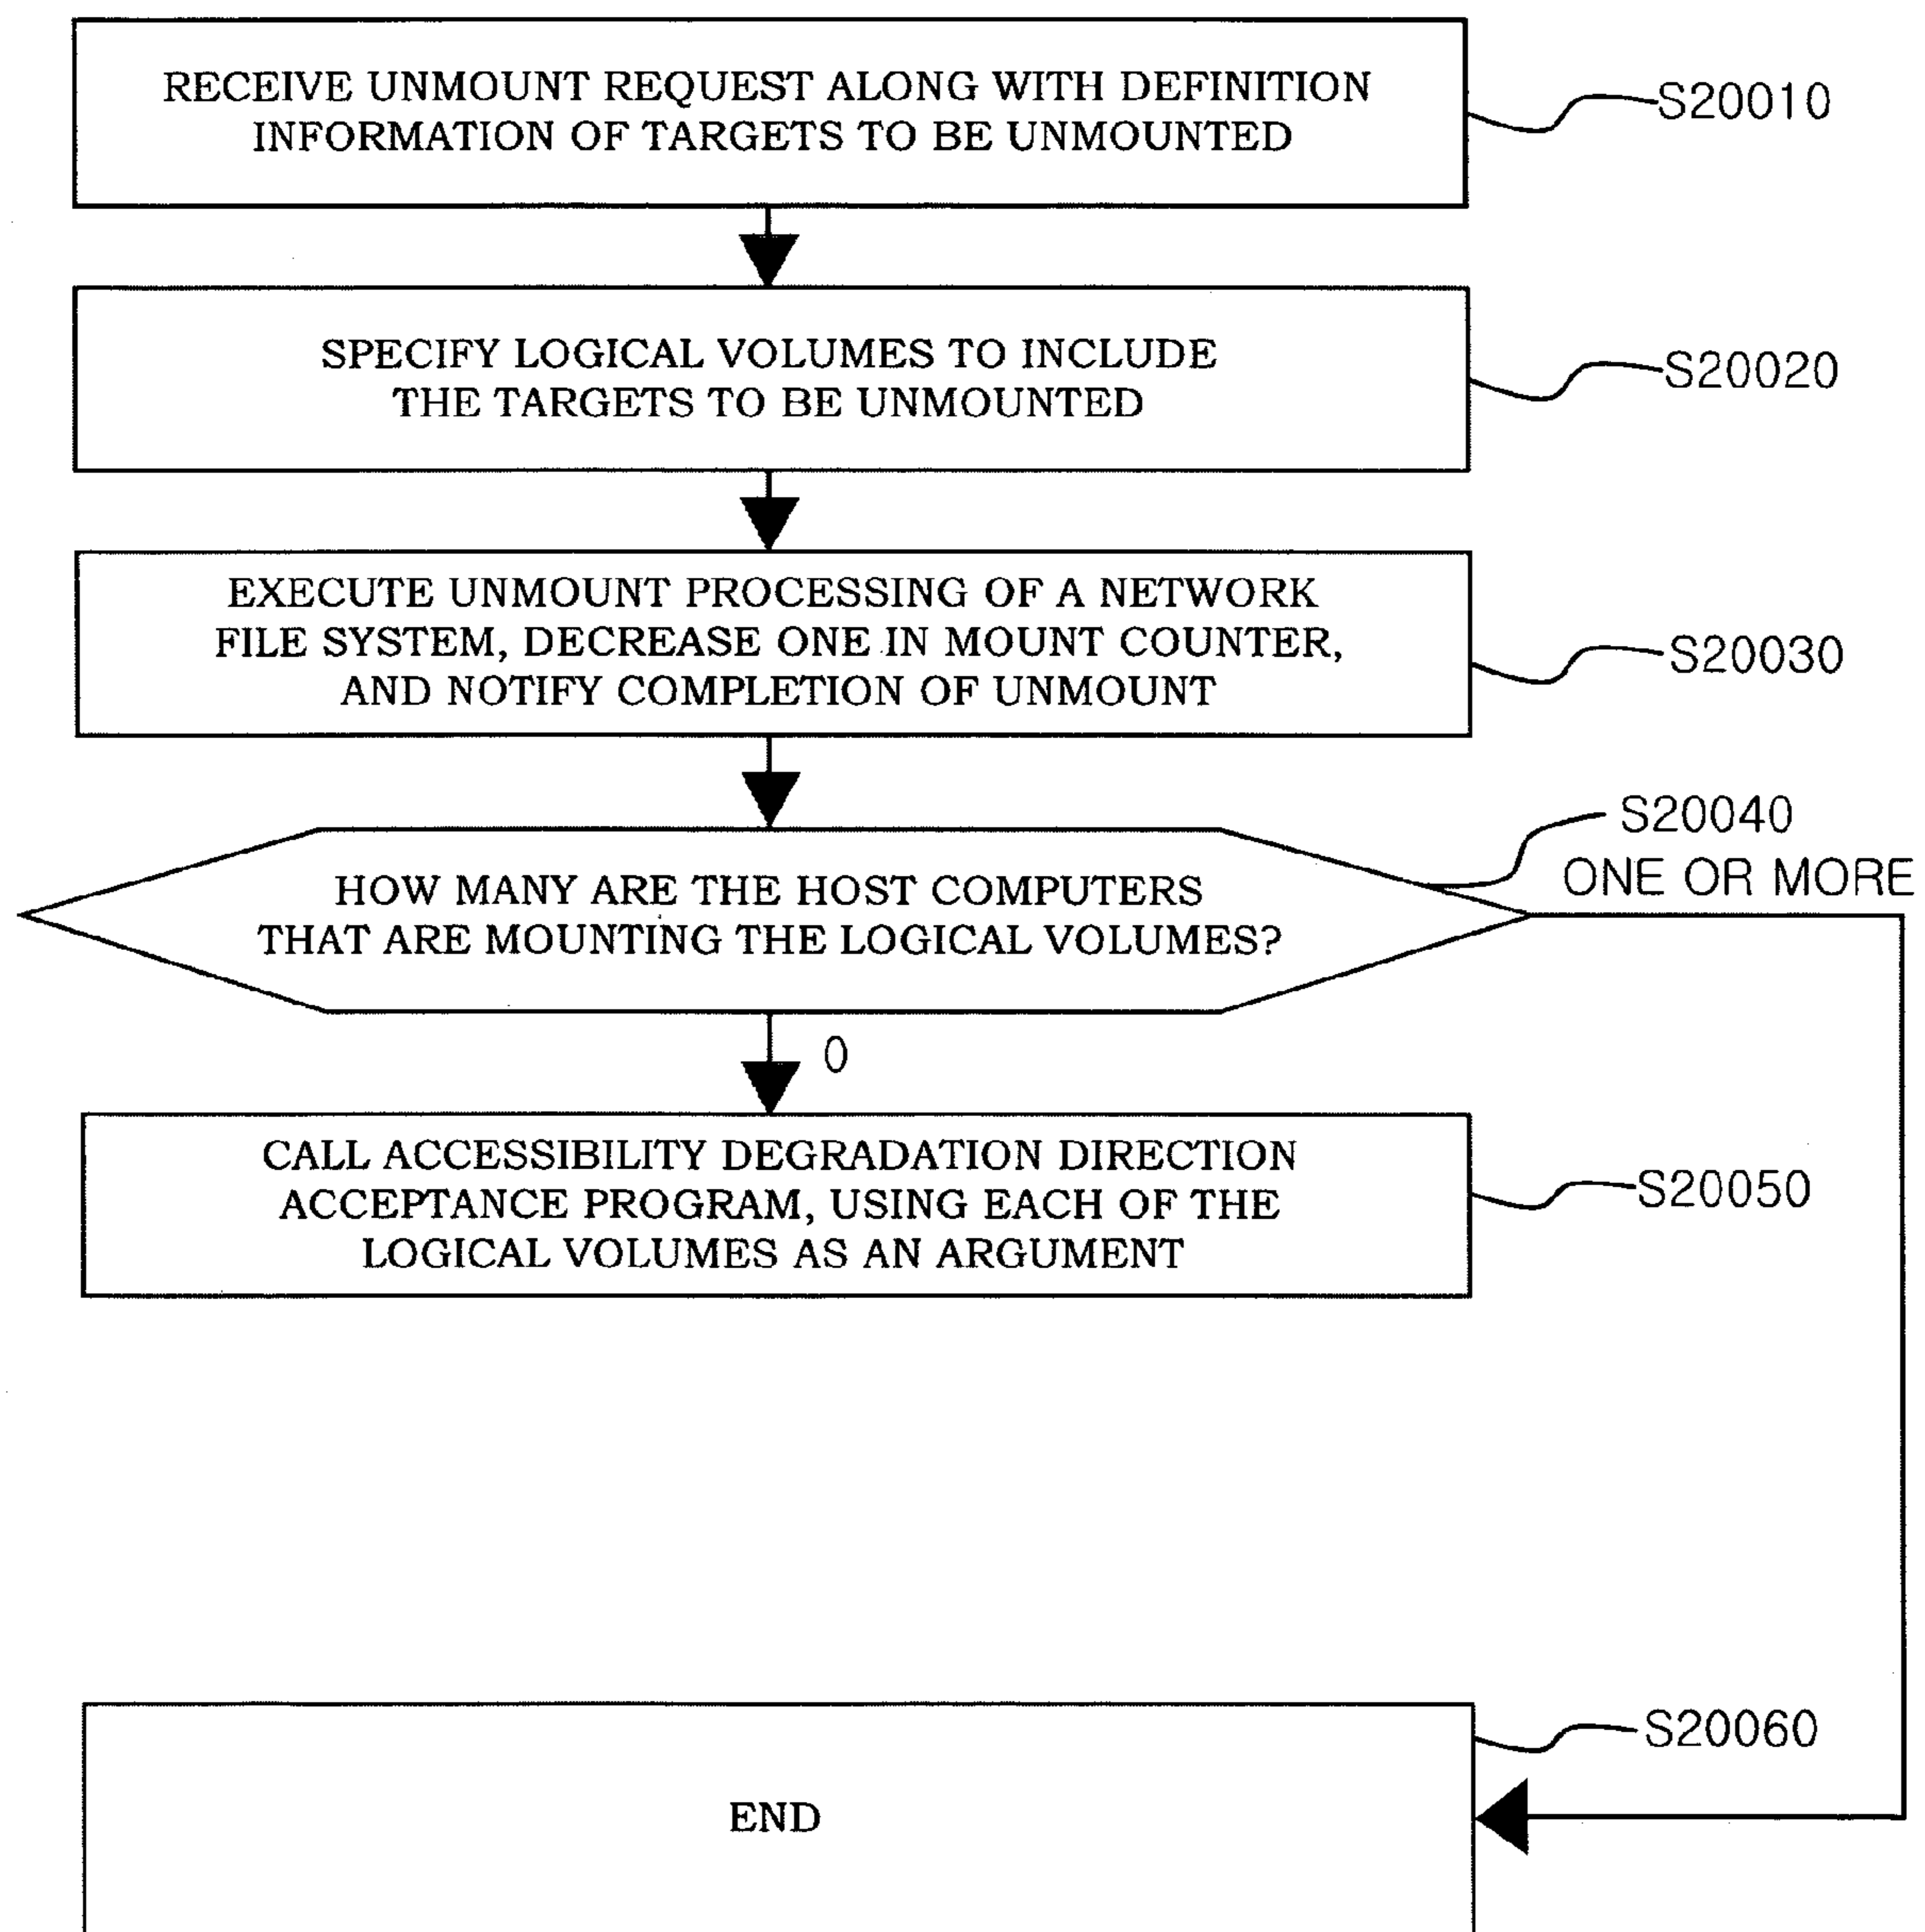 RECEIVE UNMOUNT REQUEST ALONG WITH DEFINITION
INFORMATION OF TARGETS TO BE UNMOUNTED
S20010
SPECIFY LOGICAL VOLUMES TO INCLUDE
THE TARGETS TO BE UNMOUNTED
S20020
EXECUTE UNMOUNT PROCESSING OF A NETWORK
FILE SYSTEM, DECREASE ONE IN MOUNT COUNTER,
AND NOTIFY COMPLETION OF UNMOUNT
S20030
S20040
ONE OR MORE
HOW MANY ARE THE HOST COMPUTERS
THAT ARE MOUNTING THE LOGICAL VOLUMES?
0
CALL ACCESSIBILITY DEGRADATION DIRECTION
ACCEPTANCE PROGRAM, USING EACH OF THE
LOGICAL VOLUMES AS AN ARGUMENT
S20050
S20060
END